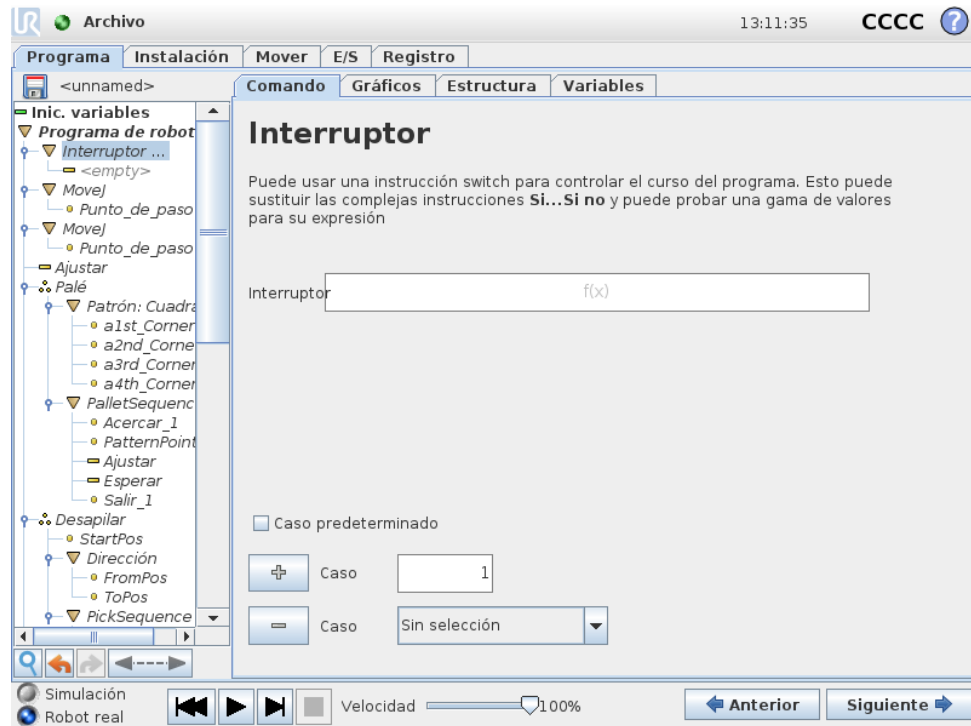 Archivo
13:11:35
CCCC
?
Programa Instalación Mover E/S Registro
<unnamed>
Comando Gráficos Estructura Variables
Inic. variables
Programa de robot
Interruptor ...
<empty>
MoveJ
Punto_de_paso
MoveJ
Punto_de_paso
Ajustar
Palé
Patrón: Cuadra
a1st_Corner
a2nd_Corne
a3rd_Corner
a4th_Corner
PalletSequenc
Acercar_1
PatternPoint
Ajustar
Esperar
Salir_1
Desapilar
StartPos
Dirección
FromPos
ToPos
PickSequence
Interruptor
Puede usar una instrucción switch para controlar el curso del programa. Esto puede
sustituir las complejas instrucciones Si...Si no y puede probar una gama de valores
para su expresión
Interruptor f(x)
Caso predeterminado
Caso 1
Caso Sin selección
Simulación
Robot real
Velocidad 100%
Anterior Siguiente